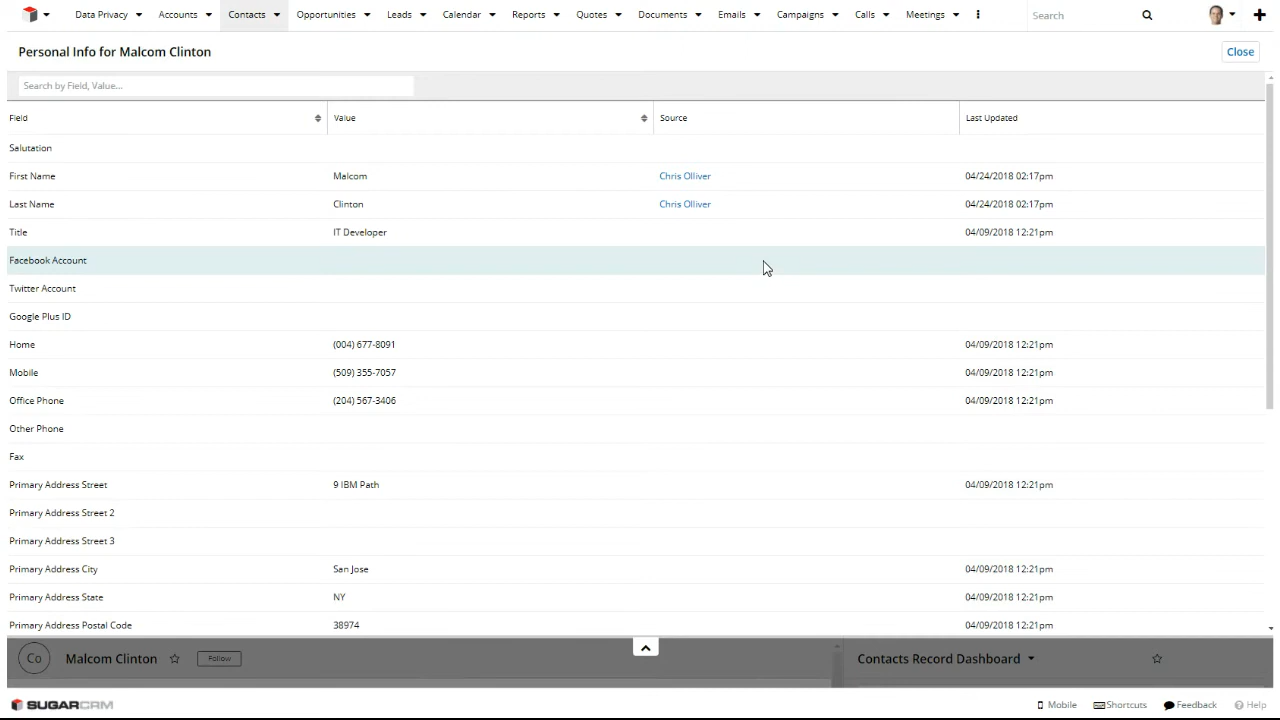 Data Privacy Accounts Contacts Opportunities Leads Calendar Reports Quotes Documents Emails Campaigns Calls Meetings Search
Personal Info for Malcom Clinton Close
Search by Field, Value...
Field Value Source Last Updated
Salutation
First Name Malcom Chris Olliver 04/24/2018 02:17pm
Last Name Clinton Chris Olliver 04/24/2018 02:17pm
Title IT Developer 04/09/2018 12:21pm
Facebook Account
Twitter Account
Google Plus ID
Home (004) 677-8091 04/09/2018 12:21pm
Mobile (509) 355-7057 04/09/2018 12:21pm
Office Phone (204) 567-3406 04/09/2018 12:21pm
Other Phone
Fax
Primary Address Street 9 IBM Path 04/09/2018 12:21pm
Primary Address Street 2
Primary Address Street 3
Primary Address City San Jose 04/09/2018 12:21pm
Primary Address State NY 04/09/2018 12:21pm
Primary Address Postal Code 38974 04/09/2018 12:21pm
Co Malcom Clinton Follow Contacts Record Dashboard
SUGARCRM Mobile Shortcuts Feedback Help